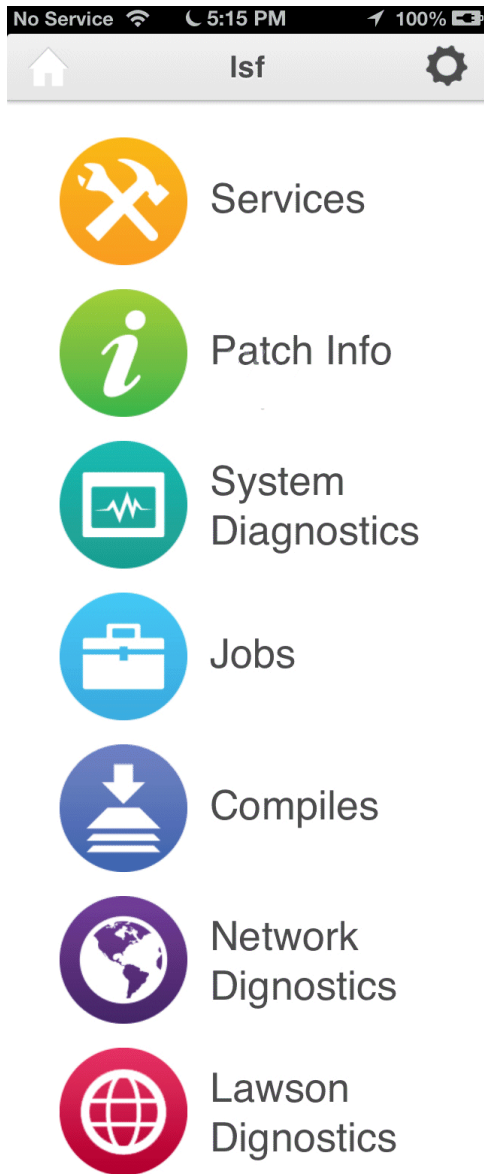 No Service 5:15 PM 100%
lsf
Services
Patch Info
System
Diagnostics
Jobs
Compiles
Network
Dignostics
Lawson
Dignostics